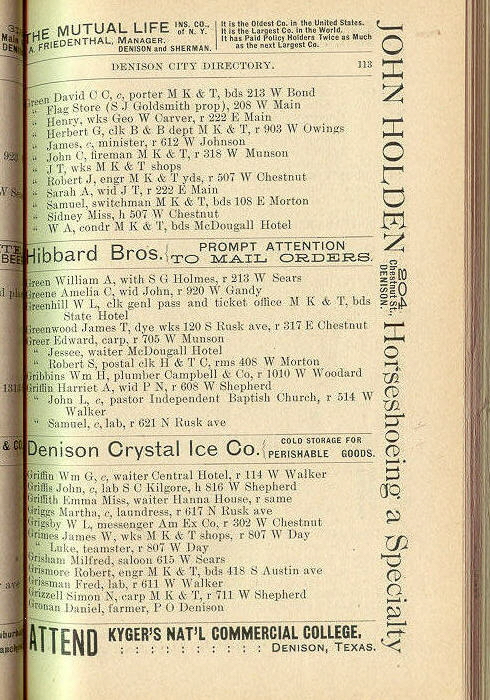 THE MUTUAL LIFE INS. CO., of N. Y.
A. FRIEDENTHAL, MANAGER. DENISON and SHERMAN.
It is the Oldest Co. in the United States.
It is the Largest Co. in the World.
It has Paid Policy Holders Twice as Much
as the next Largest Co.
DENISON CITY DIRECTORY. 113
Green David C C, c, porter M K & T, bds 213 W Bond
“ Flag Store (S J Goldsmith prop), 208 W Main
“ Henry, wks Geo W Carver, r 222 E Main
“ Herbert G, clk B & B dept M K & T, r 903 W Owings
“ James, c, minister, r 612 W Johnson
“ John C, fireman M K & T, r 318 W Munson
“ J T, wks M K & T shops
“ Robert J, engr M K & T yds, r 507 W Chestnut
“ Sarah A, wid J T, r 222 E Main
“ Samuel, switchman M K & T, bds 108 E Morton
“ Sidney Miss, h 507 W Chestnut
“ W A, condr M K & T, bds McDougall Hotel
Hibbard Bros. { PROMPT ATTENTION
TO MAIL ORDERS.
Green William A, with S G Holmes, r 213 W Sears
Greene Amelia C, wid John, r 920 W Gandy
Greenhill W L, clk genl pass and ticket office M K & T, bds
State Hotel
Greenwood James T, dye wks 120 S Rusk ave, r 317 E Chestnut
Greer Edward, carp, r 705 W Munson
“ Jessee, waiter McDougall Hotel
“ Robert S, postal clk H & T C, rms 408 W Morton
Gribbins Wm H, plumber Campbell & Co, r 1010 W Woodard
Griffin Harriet A, wid P N, r 608 W Shepherd
“ John L, c, pastor Independent Baptish Church, r 514 W
Walker
“ Samuel, c, lab, r 621 N Rusk ave
Denison Crystal Ice Co. { COLD STORAGE FOR
PERISHABLE GOODS.
Griffin Wm G, c, waiter Central Hotel, r 114 W Walker
Griffis John, c, lab S C Kilgore, h 816 W Shepherd
Griffith Emma Miss, waiter Hanna House, r same
Griggs Martha, c, laundress, r 617 N Rusk ave
Grigsby W L, messenger Am Ex Co, r 302 W Chestnut
Grimes James W, wks M K & T shops, r 807 W Day
“ Luke, teamster, r 807 W Day
Grisham Milfred, saloon 615 W Sears
Grismore Robert, engr M K & T, bds 418 S Austin ave
Grissman Fred, lab, r 611 W Walker
Grizzell Simon N, carp M K & T, r 711 W Shepherd
Gronan Daniel, farmer, P O Denison
ATTEND KYGER'S NAT'L COMMERCIAL COLLEGE,
: : : : : : : : : : DENISON, TEXAS.
JOHN HOLDEN 804 Chestnut St., DENISON. Horseshoeing a Specialty